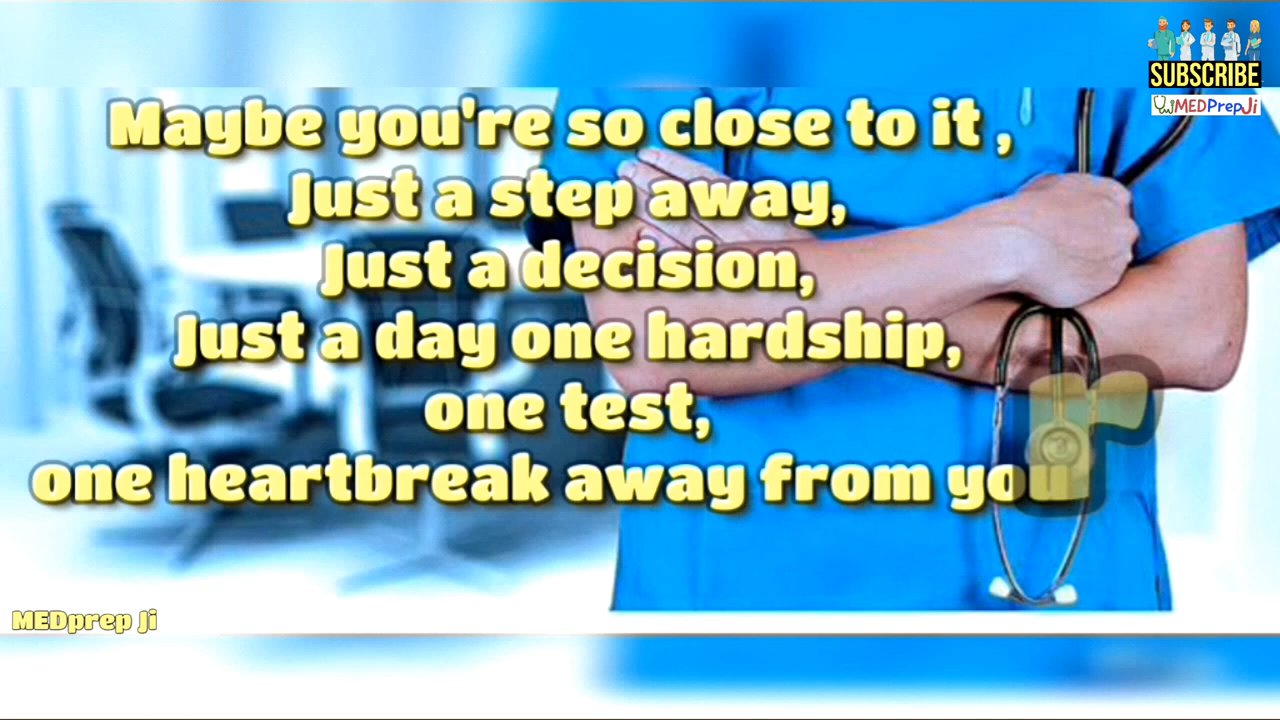 SUBSCRIBE
MEDPrepJi
Maybe you're so close to it ,
Just a step away,
Just a decision,
Just a day one hardship,
one test,
one heartbreak away from you
r
MEDprep Ji